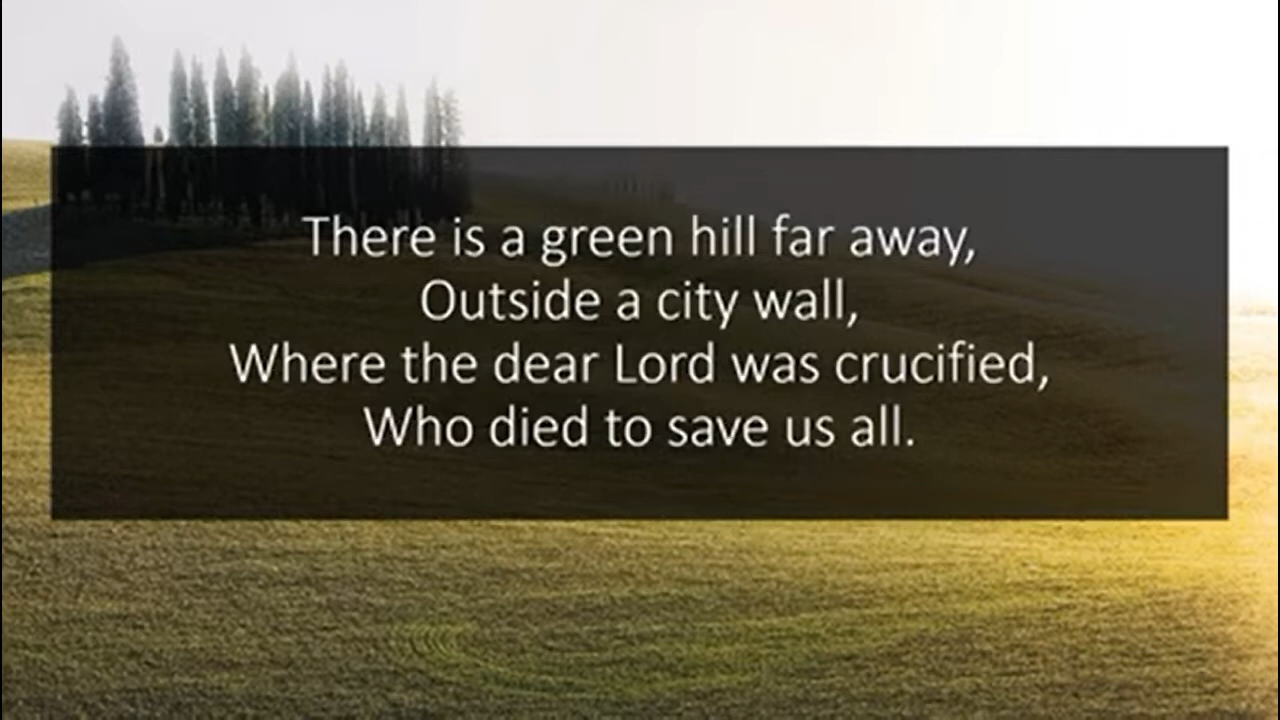 There is a green hill far away,
Outside a city wall,
Where the dear Lord was crucified,
Who died to save us all.